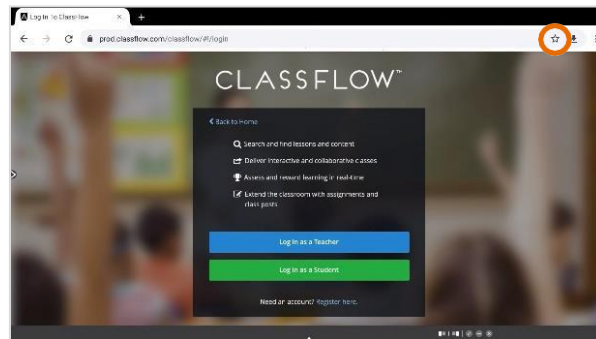 Log In to ClassFlow
prod.classflow.com/classflow/#!/login
CLASSFLOW™
Back to Home
Search and find lessons and content
Deliver interactive and collaborative classes
Assess and reward learning in real-time
Extend the classroom with assignments and
class posts
Log In as a Teacher
Log In as a Student
Need an account? Register here.